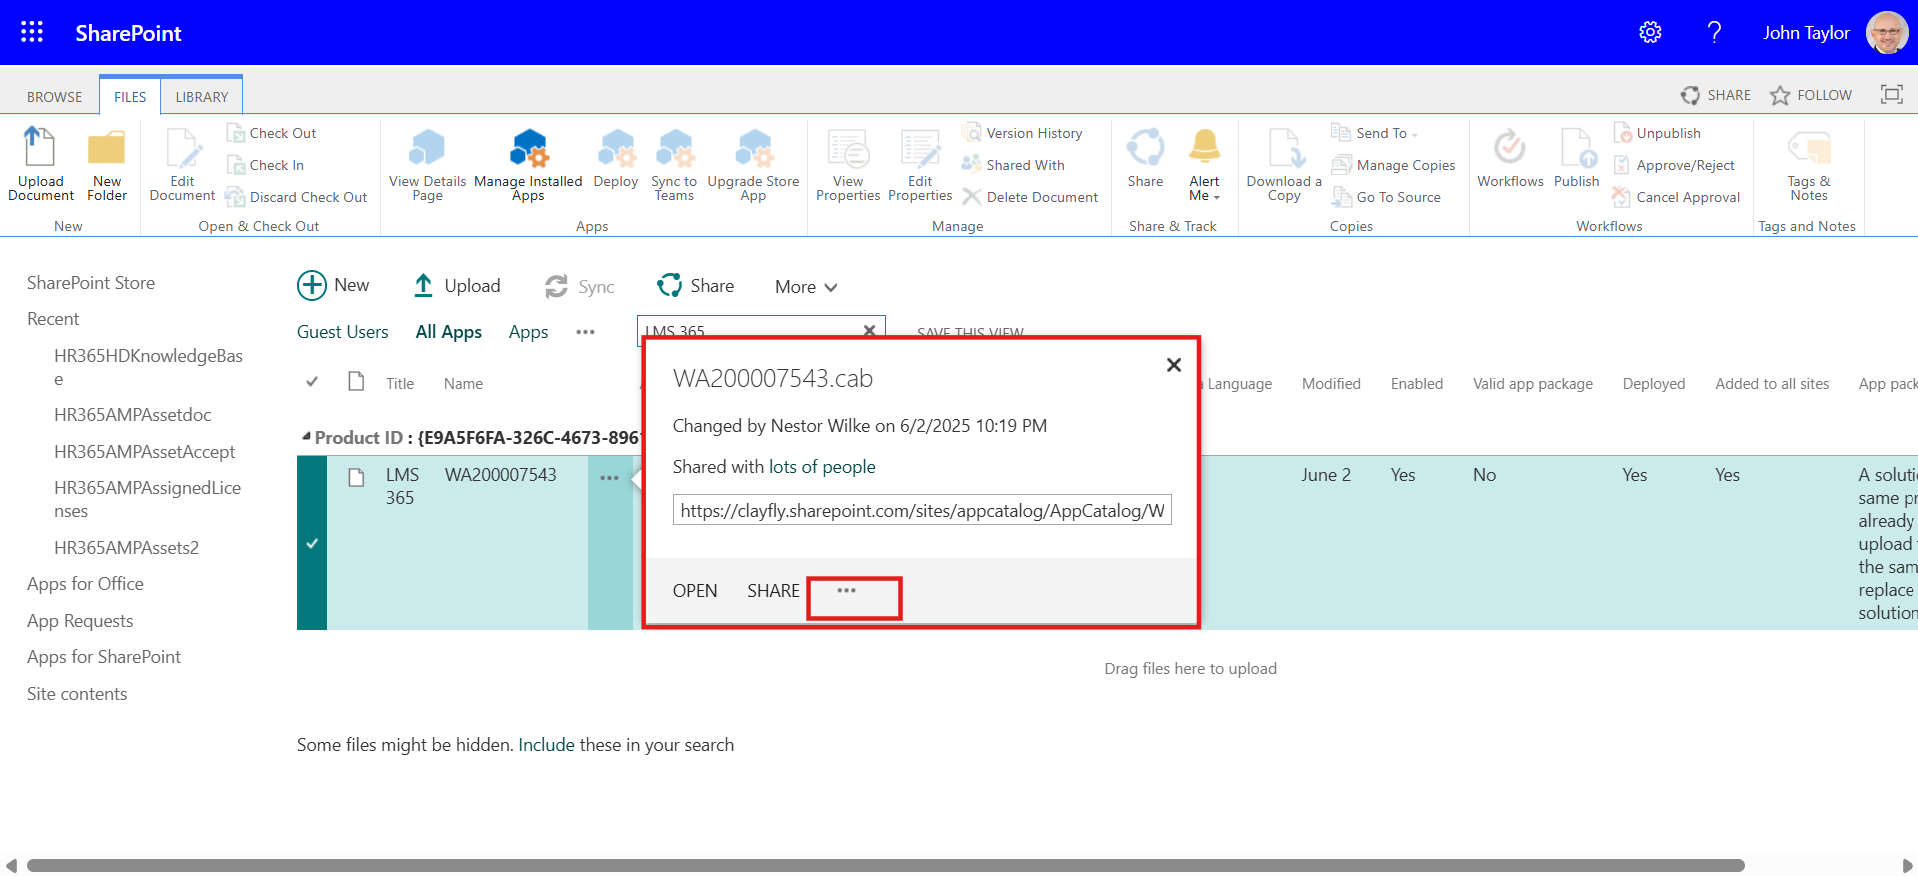 SharePoint
John Taylor
BROWSE FILES LIBRARY
SHARE FOLLOW
Upload Document
New Folder
New
Edit Document
Check Out
Check In
Discard Check Out
Open & Check Out
View Details Page
Manage Installed Apps
Deploy
Sync to Teams
Upgrade Store App
Apps
View Properties
Edit Properties
Version History
Shared With
Delete Document
Manage
Share
Alert Me
Share & Track
Download a Copy
Send To
Manage Copies
Go To Source
Copies
Workflows
Publish
Unpublish
Approve/Reject
Cancel Approval
Workflows
Tags & Notes
Tags and Notes
SharePoint Store
Recent
HR365HDKnowledgeBas
e
HR365AMPAssetdoc
HR365AMPAssetAccept
HR365AMPAssignedLice
nses
HR365AMPAssets2
Apps for Office
App Requests
Apps for SharePoint
Site contents
New Upload Sync Share More
Guest Users All Apps Apps ••• LMS 365 SAVE THIS VIEW
Title Name Language Modified Enabled Valid app package Deployed Added to all sites App
Product ID : {E9A5F6FA-326C-4673-896
LMS 365
WA200007543
June 2 Yes No Yes Yes
A
same
already
upload
the
replace
WA200007543.cab
Changed by Nestor Wilke on 6/2/2025 10:19 PM
Shared with lots of people
https://clayfly.sharepoint.com/sites/appcatalog/AppCatalog/W
OPEN SHARE •••
Drag files here to upload
Some files might be hidden. Include these in your search